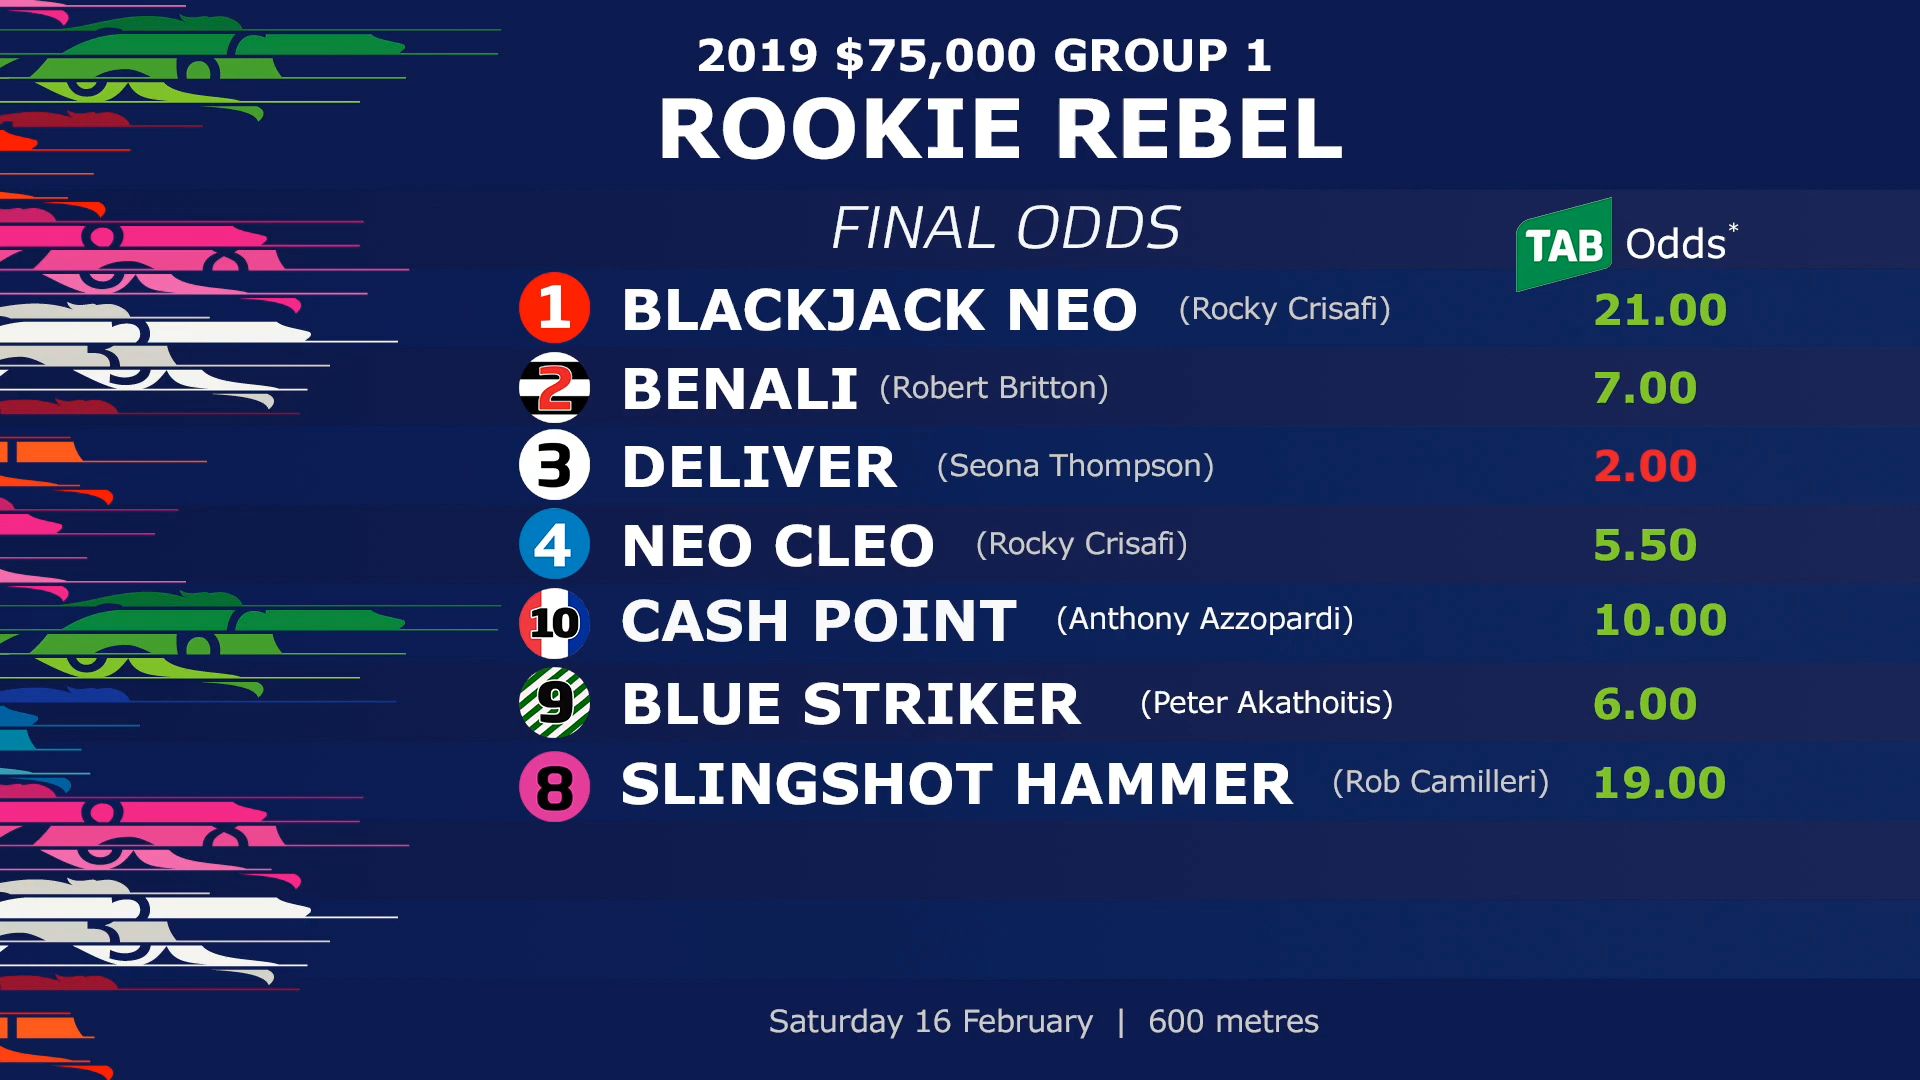 2019 $75,000 GROUP 1
ROOKIE REBEL
FINAL ODDS
TAB Odds*
1 BLACKJACK NEO (Rocky Crisafi) 21.00
2 BENALI (Robert Britton) 7.00
3 DELIVER (Seona Thompson) 2.00
4 NEO CLEO (Rocky Crisafi) 5.50
10 CASH POINT (Anthony Azzopardi) 10.00
9 BLUE STRIKER (Peter Akathoitis) 6.00
8 SLINGSHOT HAMMER (Rob Camilleri) 19.00
Saturday 16 February | 600 metres